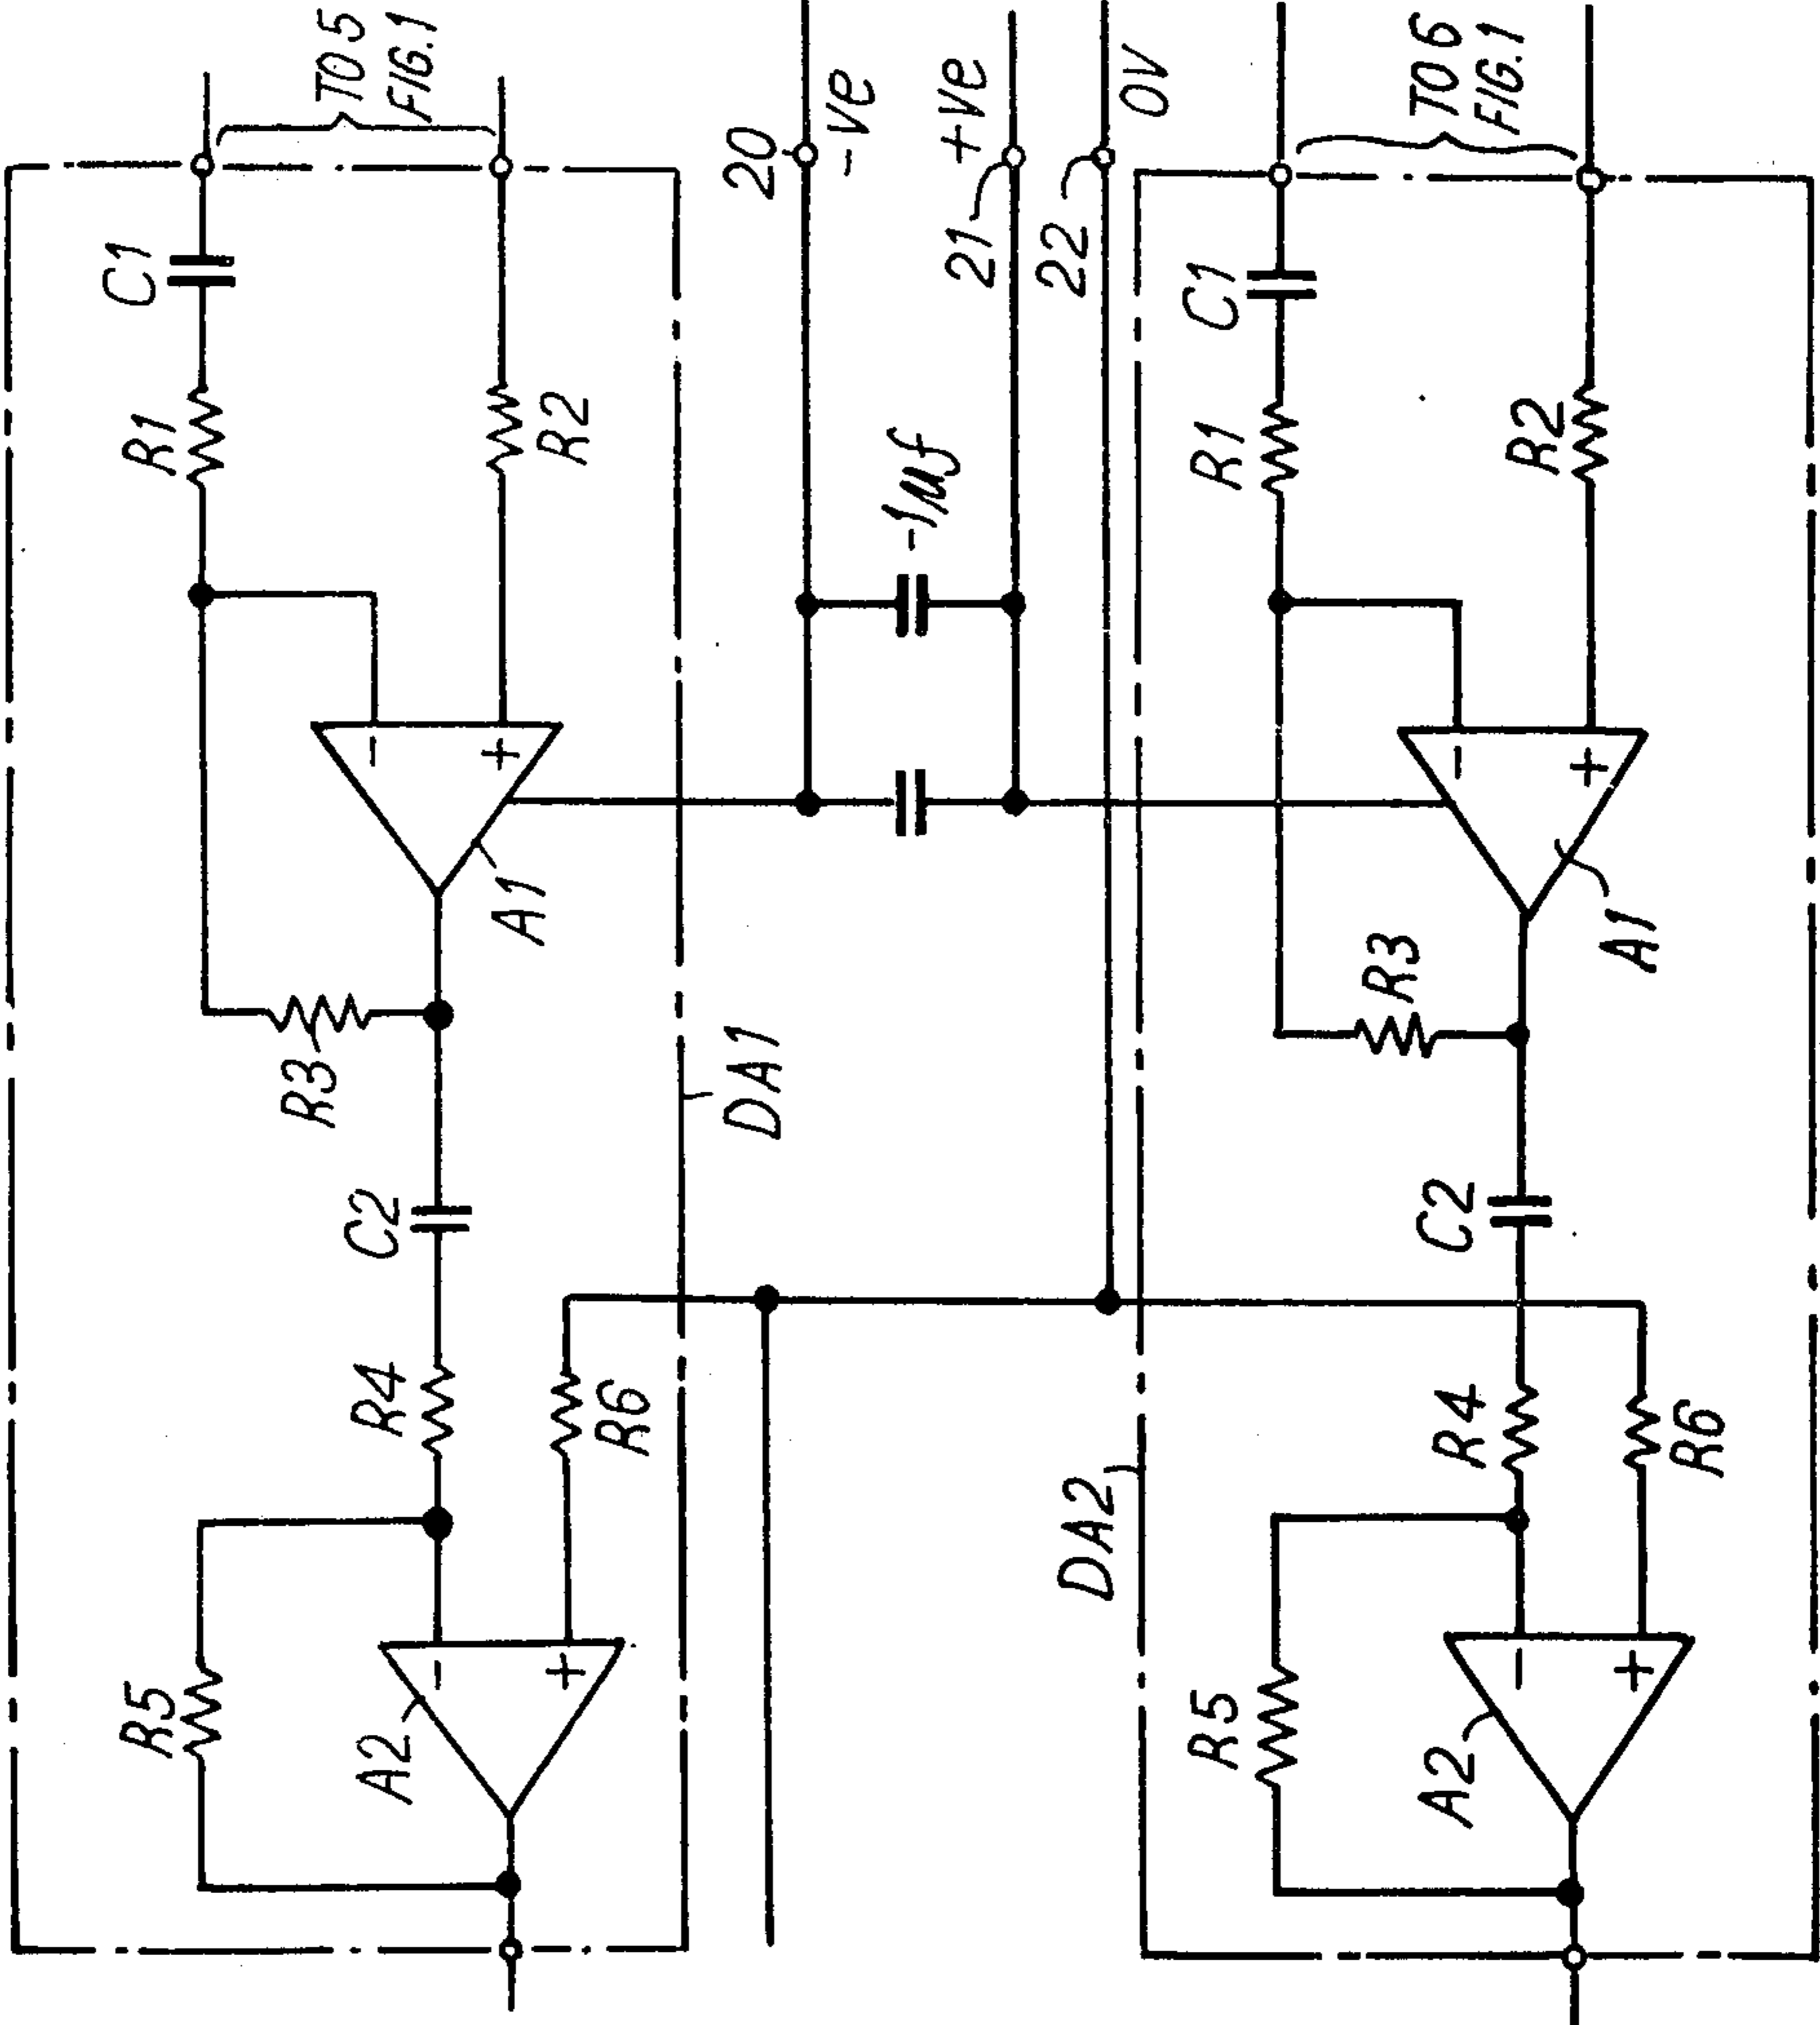 TO 5
FIG.1
C1
R1
R2
-
+
A1
R3
C2
R4
R6
R5
-
+
A2
DA1
20
-ve
21
+ve
22
0V
TO 6
FIG.1
C1
R1
R2
-
+
A1
R3
C2
R4
R6
R5
-
+
A2
DA2